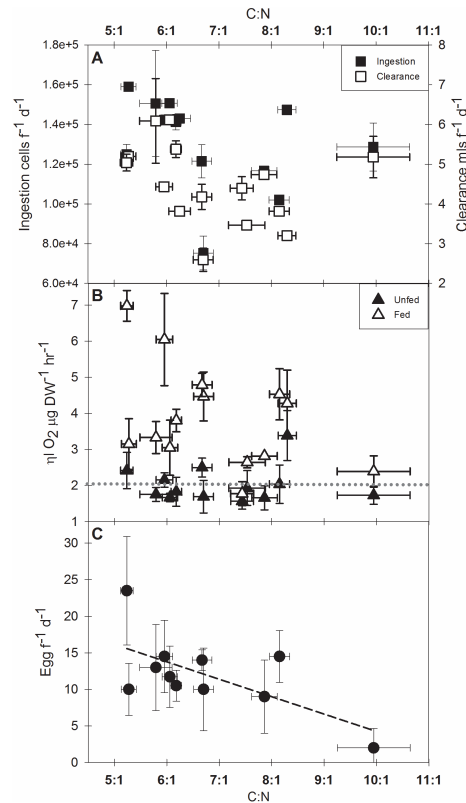 C:N
5:1 6:1 7:1 8:1 9:1 10:1 11:1
A
Ingestion
Clearance
Ingestion cells f⁻¹ d⁻¹
1.8e+5
1.6e+5
1.4e+5
1.2e+5
1.0e+5
8.0e+4
6.0e+4
Clearance mls f⁻¹ d⁻¹
8
7
6
5
4
3
2
B
Unfed
Fed
ηl O₂ µg DW⁻¹ hr⁻¹
7
6
5
4
3
2
1
C
Egg f⁻¹ d⁻¹
30
25
20
15
10
5
0
5:1 6:1 7:1 8:1 9:1 10:1 11:1
C:N